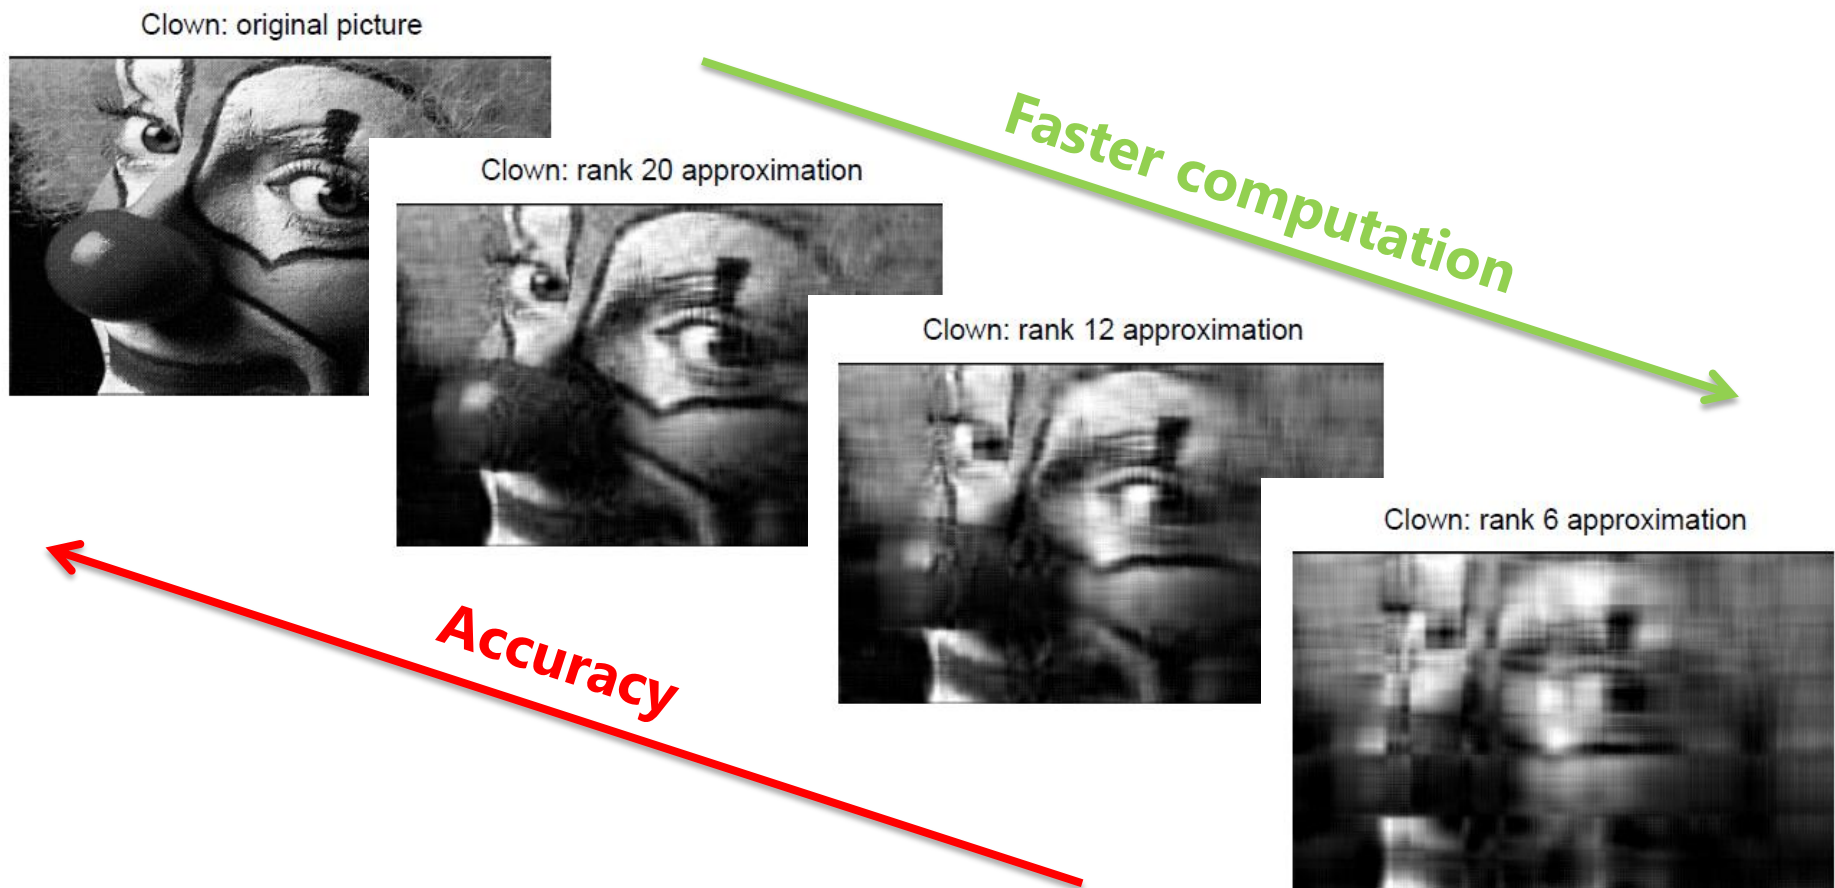 Clown: original picture
Faster computation
Clown: rank 20 approximation
Clown: rank 12 approximation
Clown: rank 6 approximation
Accuracy